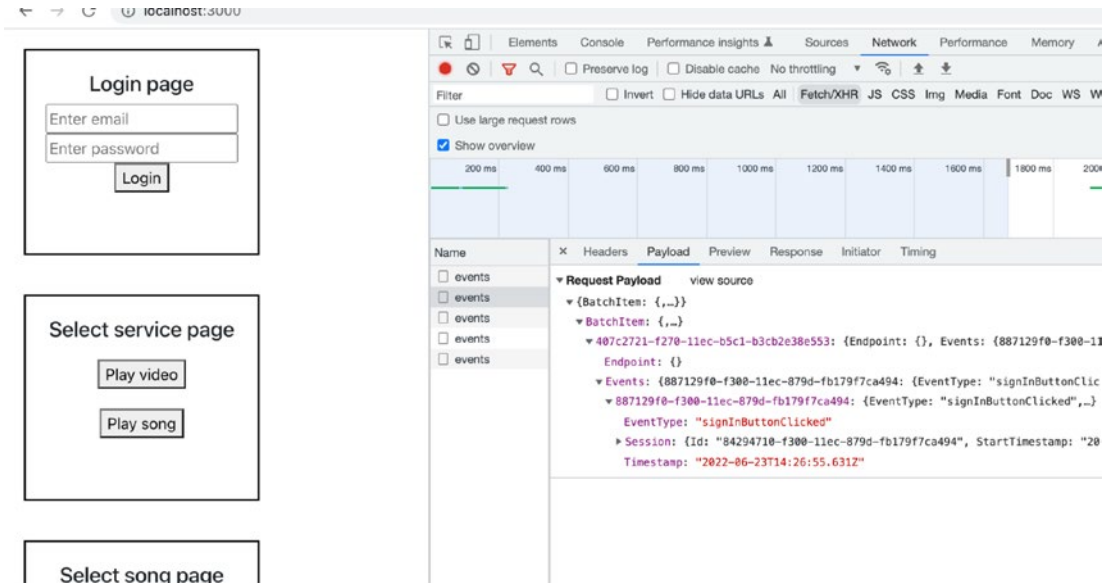 localhost:3000
Login page
Enter email
Enter password
Login
Select service page
Play video
Play song
Select song page
Elements Console Performance insights Sources Network Performance Memory
Preserve log Disable cache No throttling
Filter Invert Hide data URLs All Fetch/XHR JS CSS Img Media Font Doc WS W
Use large request rows
Show overview
200 ms 400 ms 600 ms 800 ms 1000 ms 1200 ms 1400 ms 1600 ms 1800 ms 200
Name
events
events
events
events
events
× Headers Payload Preview Response Initiator Timing
▼ Request Payload view source
▼ {BatchItem: {,…}}
▼ BatchItem: {,…}
▼ 407c2721-f270-11ec-b5c1-b3cb2e38e553: {Endpoint: {}, Events: {887129f0-f300-11
Endpoint: {}
▼ Events: {887129f0-f300-11ec-879d-fb179f7ca494: {EventType: "signInButtonClic
▼ 887129f0-f300-11ec-879d-fb179f7ca494: {EventType: "signInButtonClicked",…}
EventType: "signInButtonClicked"
▶ Session: {Id: "84294710-f300-11ec-879d-fb179f7ca494", StartTimestamp: "20
Timestamp: "2022-06-23T14:26:55.631Z"